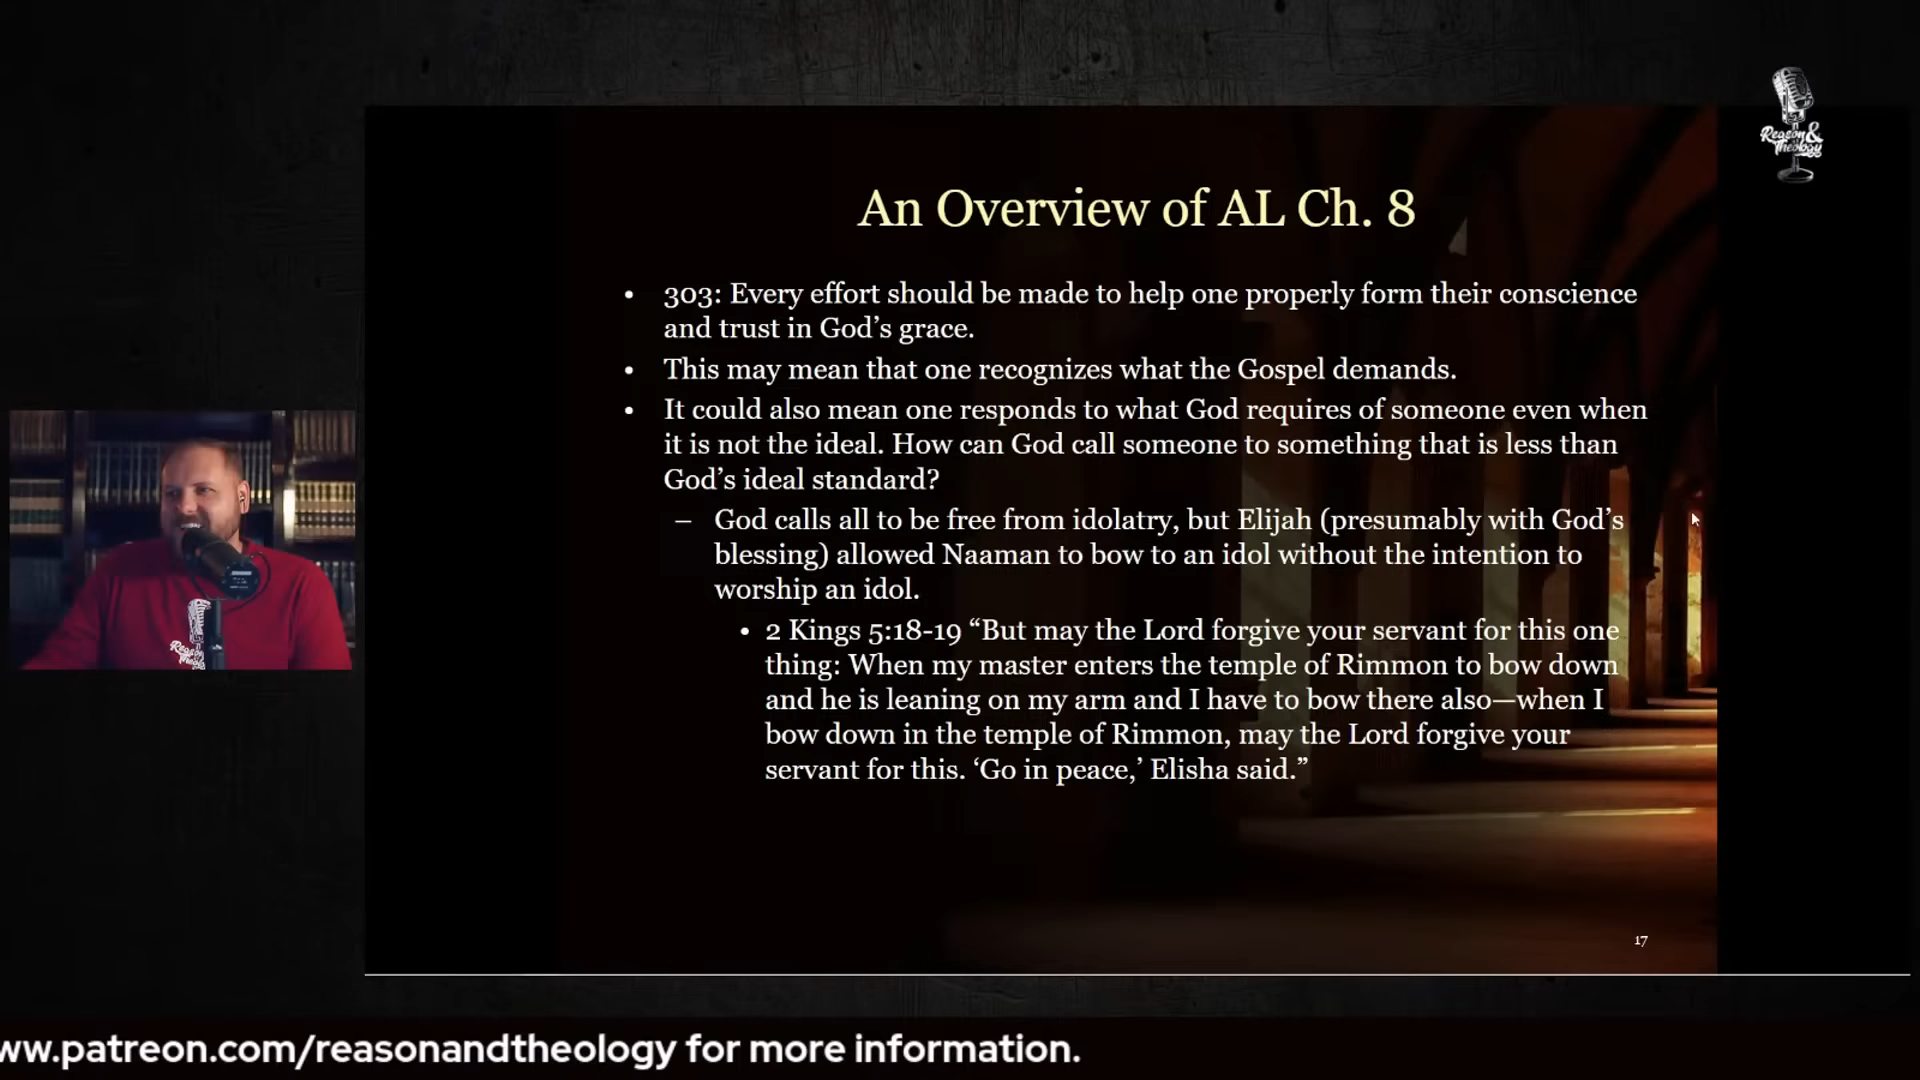 Reason &
Theology
An Overview of AL Ch. 8
• 303: Every effort should be made to help one properly form their conscience
and trust in God’s grace.
• This may mean that one recognizes what the Gospel demands.
• It could also mean one responds to what God requires of someone even when
it is not the ideal. How can God call someone to something that is less than
God’s ideal standard?
– God calls all to be free from idolatry, but Elijah (presumably with God’s
blessing) allowed Naaman to bow to an idol without the intention to
worship an idol.
• 2 Kings 5:18-19 “But may the Lord forgive your servant for this one
thing: When my master enters the temple of Rimmon to bow down
and he is leaning on my arm and I have to bow there also—when I
bow down in the temple of Rimmon, may the Lord forgive your
servant for this. ‘Go in peace,’ Elisha said.”
17
ww.patreon.com/reasonandtheology for more information.